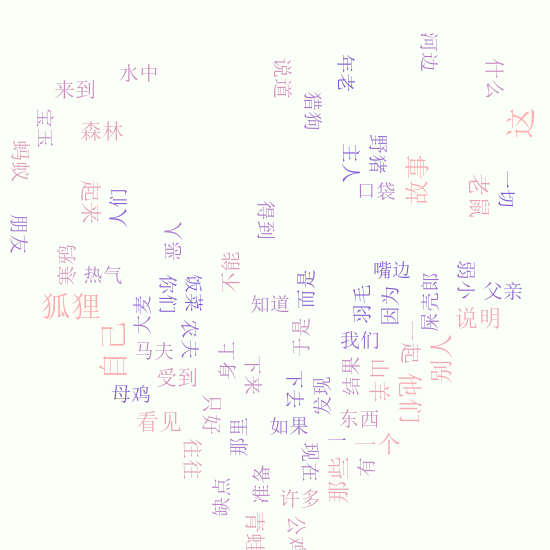 河边
年老
说道
什么
水中
来到
猎狗
宝玉
这
森林
蚂蚁
野猪
主人
故事
口袋
老鼠
一切
起来
人们
得到
朋友
恶人
寒鸦
热气
不能
嘴边
弱小
父亲
狐狸
你们
饭菜
知道
而是
羽毛
因为
屎壳郎
说明
大麦
农夫
于是
自己
马夫
我们
一起
别人
受到
身上
下来
结果
山羊
他们
母鸡
下去
发现
看见
只好
那里
如果
东西
往往
现在
一
一个
那些
有
缺点
准备
许多
青蛙
公鸡